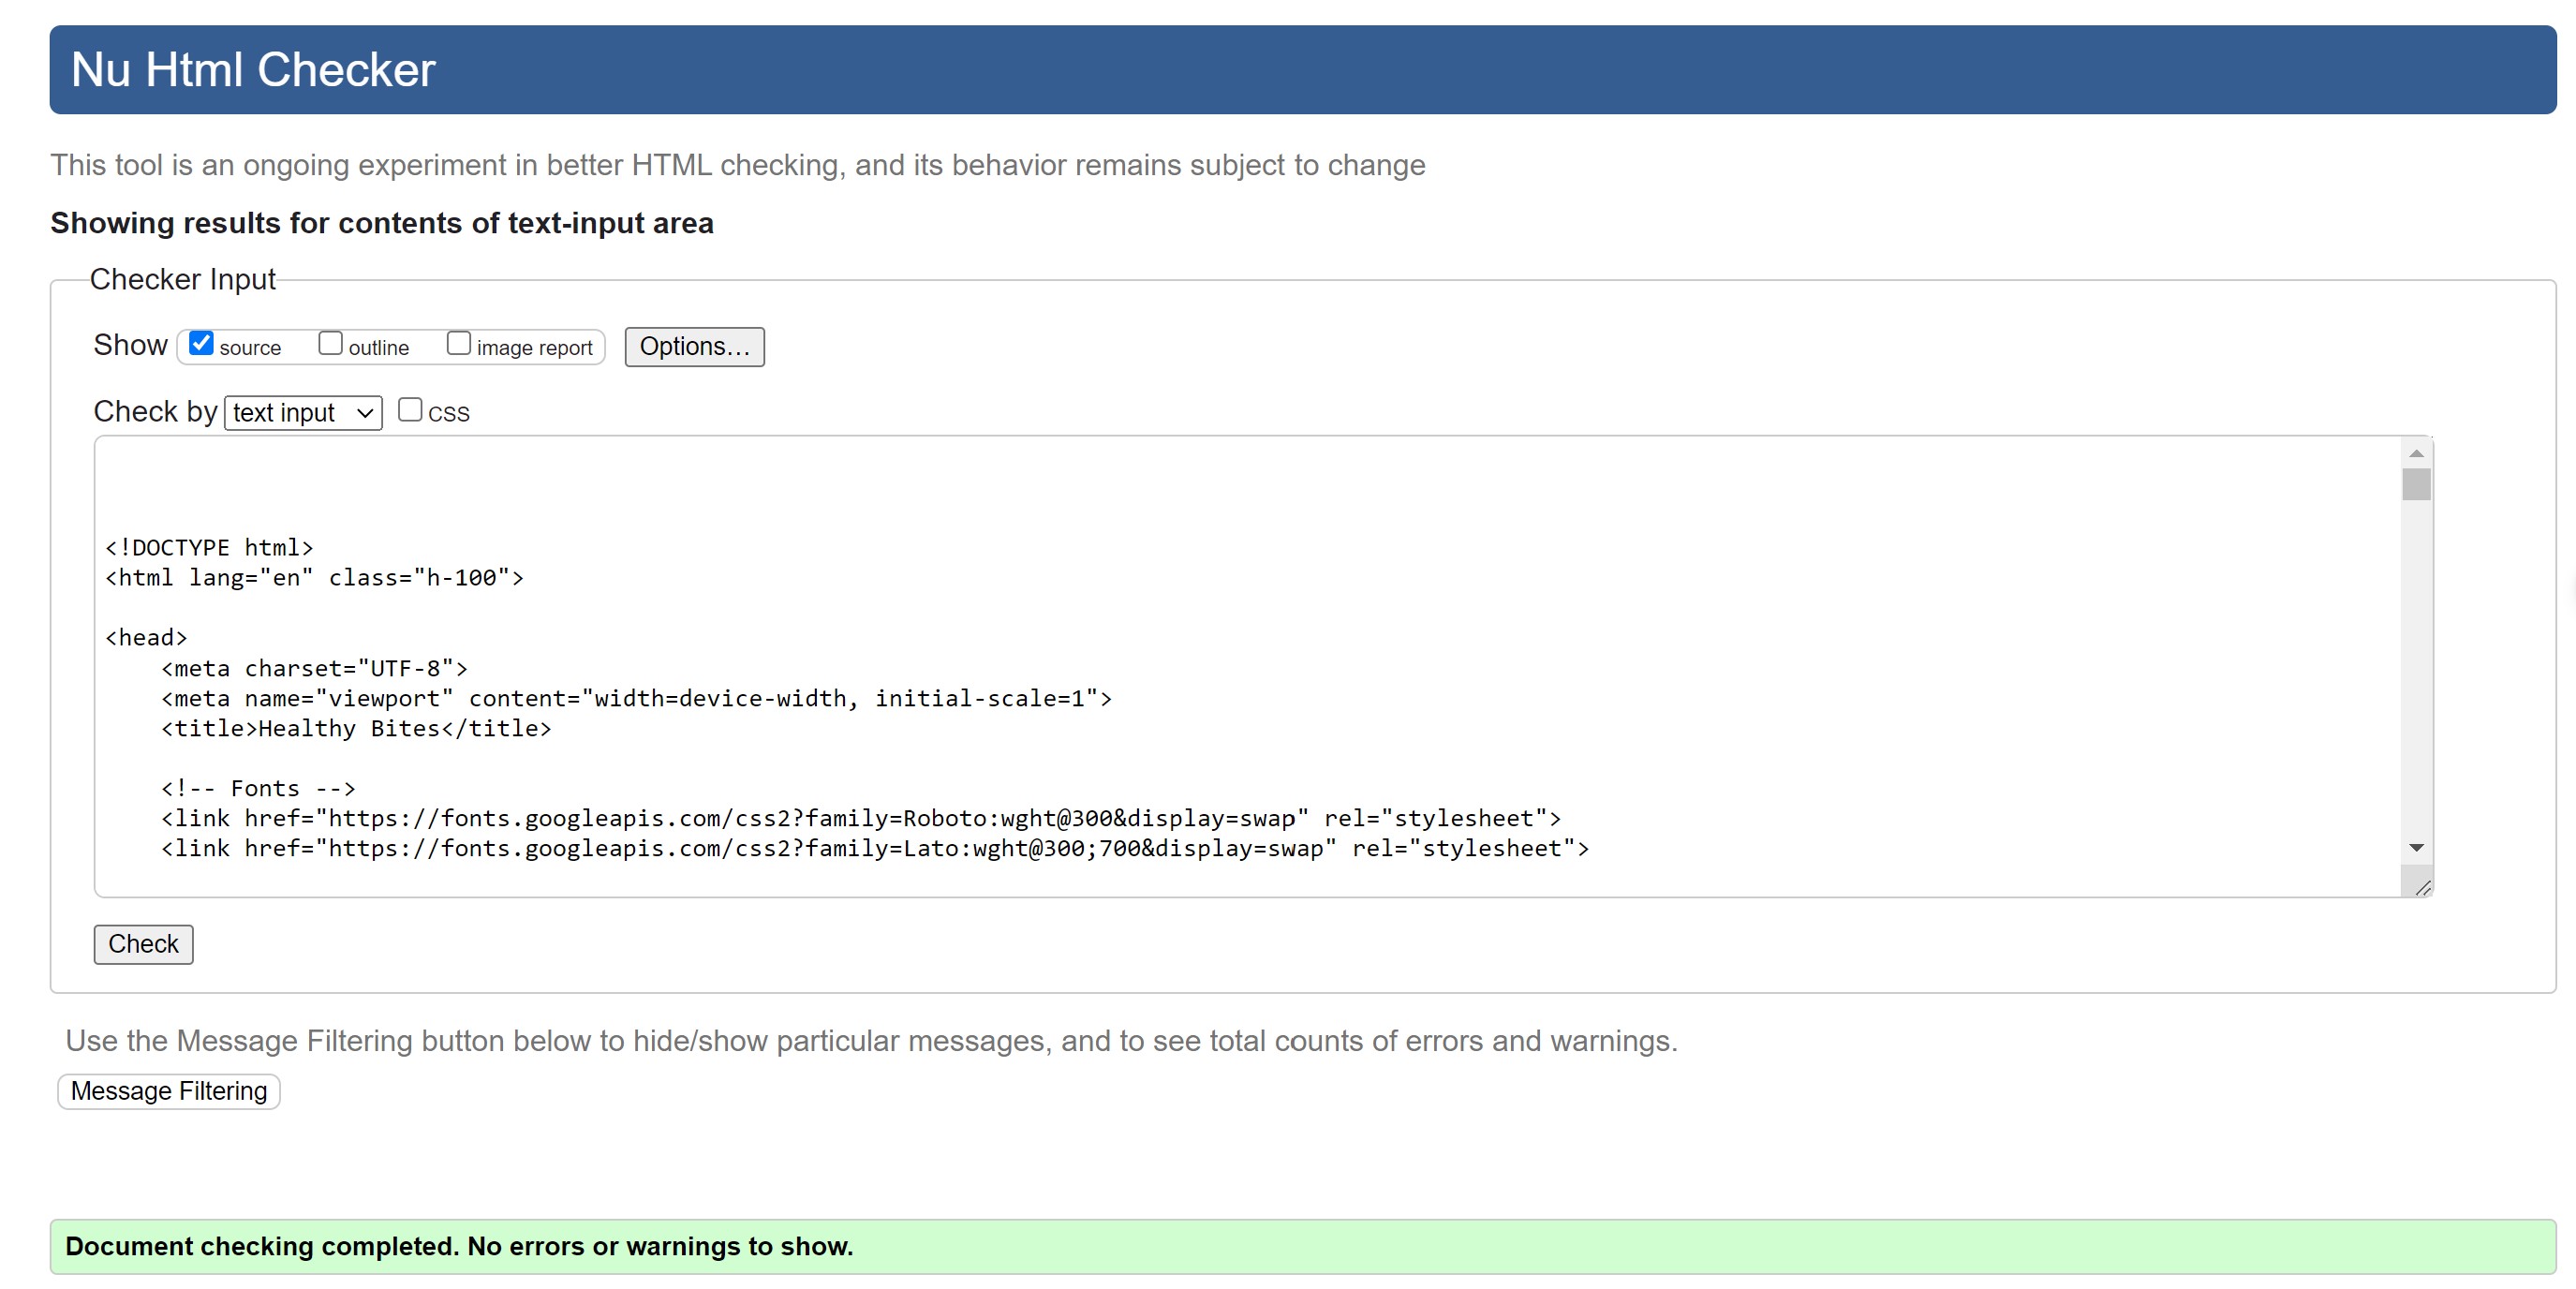 Nu Html Checker
This tool is an ongoing experiment in better HTML checking, and its behavior remains subject to change
Showing results for contents of text-input area
Checker Input
Show source outline image report Options...
Check by text input CSS
<!DOCTYPE html>
<html lang="en" class="h-100">
<head>
    <meta charset="UTF-8">
    <meta name="viewport" content="width=device-width, initial-scale=1">
    <title>Healthy Bites</title>
    <!-- Fonts -->
    <link href="https://fonts.googleapis.com/css2?family=Roboto:wght@300&display=swap" rel="stylesheet">
    <link href="https://fonts.googleapis.com/css2?family=Lato:wght@300;700&display=swap" rel="stylesheet">
Check
Use the Message Filtering button below to hide/show particular messages, and to see total counts of errors and warnings.
Message Filtering
Document checking completed. No errors or warnings to show.